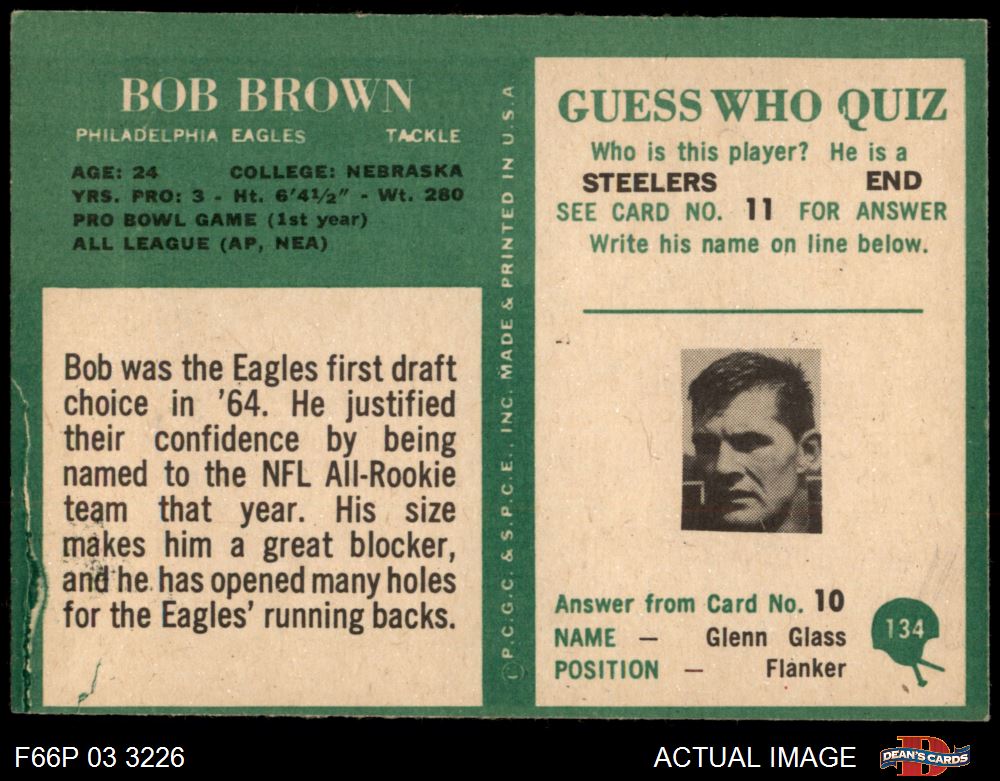 BOB BROWN
PHILADELPHIA EAGLES TACKLE
AGE: 24 COLLEGE: NEBRASKA
YRS. PRO: 3 - Ht. 6'4½" - Wt. 280
PRO BOWL GAME (1st year)
ALL LEAGUE (AP, NEA)
Bob was the Eagles first draft
choice in '64. He justified
their confidence by being
named to the NFL All-Rookie
team that year. His size
makes him a great blocker,
and he has opened many holes
for the Eagles' running backs.
Ⓒ P.C.G.C. & S.P.C.E., INC. MADE & PRINTED IN U.S.A.
GUESS WHO QUIZ
Who is this player? He is a
STEELERS END
SEE CARD NO. 11 FOR ANSWER
Write his name on line below.
Answer from Card No. 10
NAME — Glenn Glass
POSITION — Flanker
134
F66P 03 3226
ACTUAL IMAGE
DEAN'S CARDS